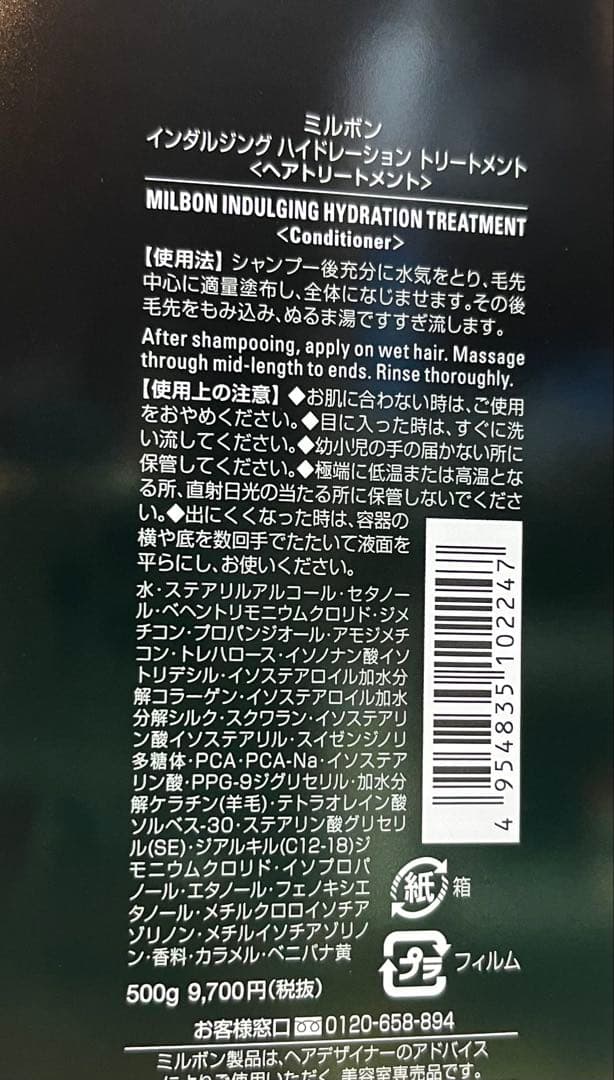 ミルボン
インダルジング ハイドレーション トリートメント
<ヘアトリートメント>
MILBON INDULGING HYDRATION TREATMENT
<Conditioner>
【使用法】シャンプー後充分に水気をとり、毛先
中心に適量塗布し、全体になじませます。その後
毛先をもみ込み、ぬるま湯ですすぎ流します。
After shampooing, apply on wet hair. Massage
through mid-length to ends. Rinse thoroughly.
【使用上の注意】◆お肌に合わない時は、ご使用
をおやめください。◆目に入った時は、すぐに洗
い流してください。◆幼小児の手の届かない所に
保管してください。◆極端に低温または高温とな
る所、直射日光の当たる所に保管しないでくださ
い。◆出にくくなった時は、容器の
横や底を数回手でたたいて液面を
平らにし、お使いください。
水・ステアリルアルコール・セタノー
ル・ベヘントリモニウムクロリド・ジメ
チコン・プロパンジオール・アモジメチ
コン・トレハロース・イソノナン酸イソ
トリデシル・イソステアロイル加水分
解コラーゲン・イソステアロイル加水
分解シルク・スクワラン・イソステアリ
ン酸イソステアリル・スイゼンジノリ
多糖体・PCA・PCA-Na・イソステア
リン酸・PPG-9ジグリセリル・加水分
解ケラチン(羊毛)・テトラオレイン酸
ソルベス-30・ステアリン酸グリセリ
ル(SE)・ジアルキル(C12-18)ジ
モニウムクロリド・イソプロパ
ノール・エタノール・フェノキシエ
タノール・メチルクロロイソチア
ゾリノン・メチルイソチアゾリノ
ン・香料・カラメル・ベニバナ黄
4 954835 102247
紙 箱
プラ フィルム
500g 9,700円(税抜)
お客様窓口 0120-658-894
ミルボン製品は、ヘアデザイナーのアドバイス
によりご使用いただく、美容室専売品です。